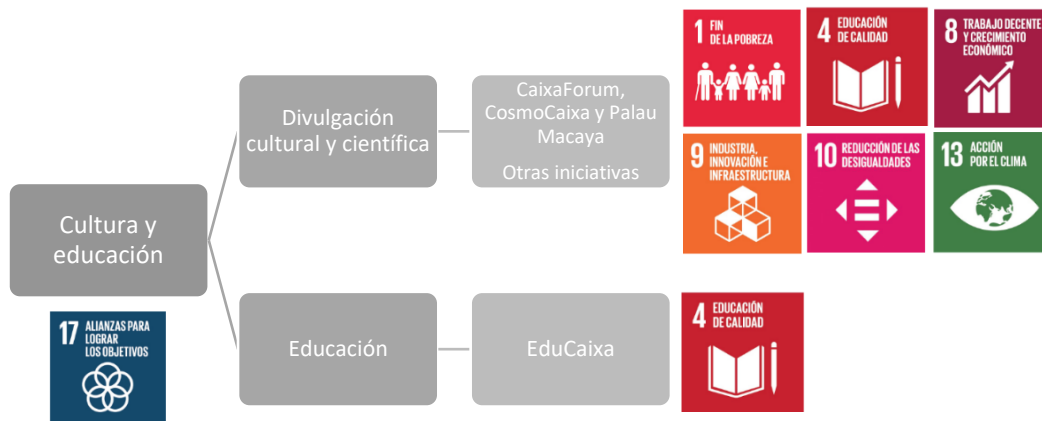 Cultura y
educación
17 ALIANZAS PARA
LOGRAR
LOS OBJETIVOS
Divulgación
cultural y científica
CaixaForum,
CosmoCaixa y Palau
Macaya
Otras iniciativas
1 FIN
DE LA POBREZA
4 EDUCACIÓN
DE CALIDAD
8 TRABAJO DECENTE
Y CRECIMIENTO
ECONÓMICO
9 INDUSTRIA,
INNOVACIÓN E
INFRAESTRUCTURA
10 REDUCCIÓN DE LAS
DESIGUALDADES
13 ACCIÓN
POR EL CLIMA
Educación
EduCaixa
4 EDUCACIÓN
DE CALIDAD